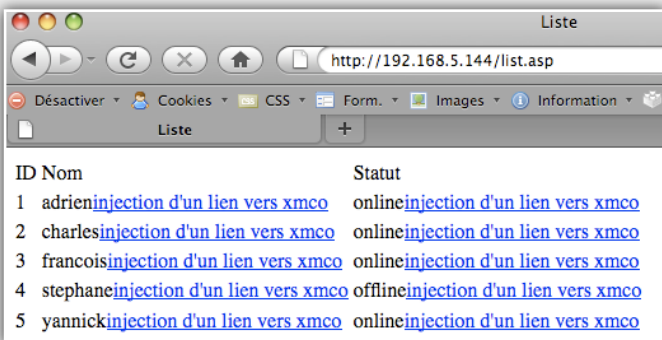 Liste
http://192.168.5.144/list.asp
Désactiver Cookies CSS Form. Images Information
Liste +
ID Nom Statut
1 adrieninjection d'un lien vers xmco onlineinjection d'un lien vers xmco
2 charlesinjection d'un lien vers xmco onlineinjection d'un lien vers xmco
3 francoisinjection d'un lien vers xmco onlineinjection d'un lien vers xmco
4 stephaneinjection d'un lien vers xmco offlineinjection d'un lien vers xmco
5 yannickinjection d'un lien vers xmco onlineinjection d'un lien vers xmco